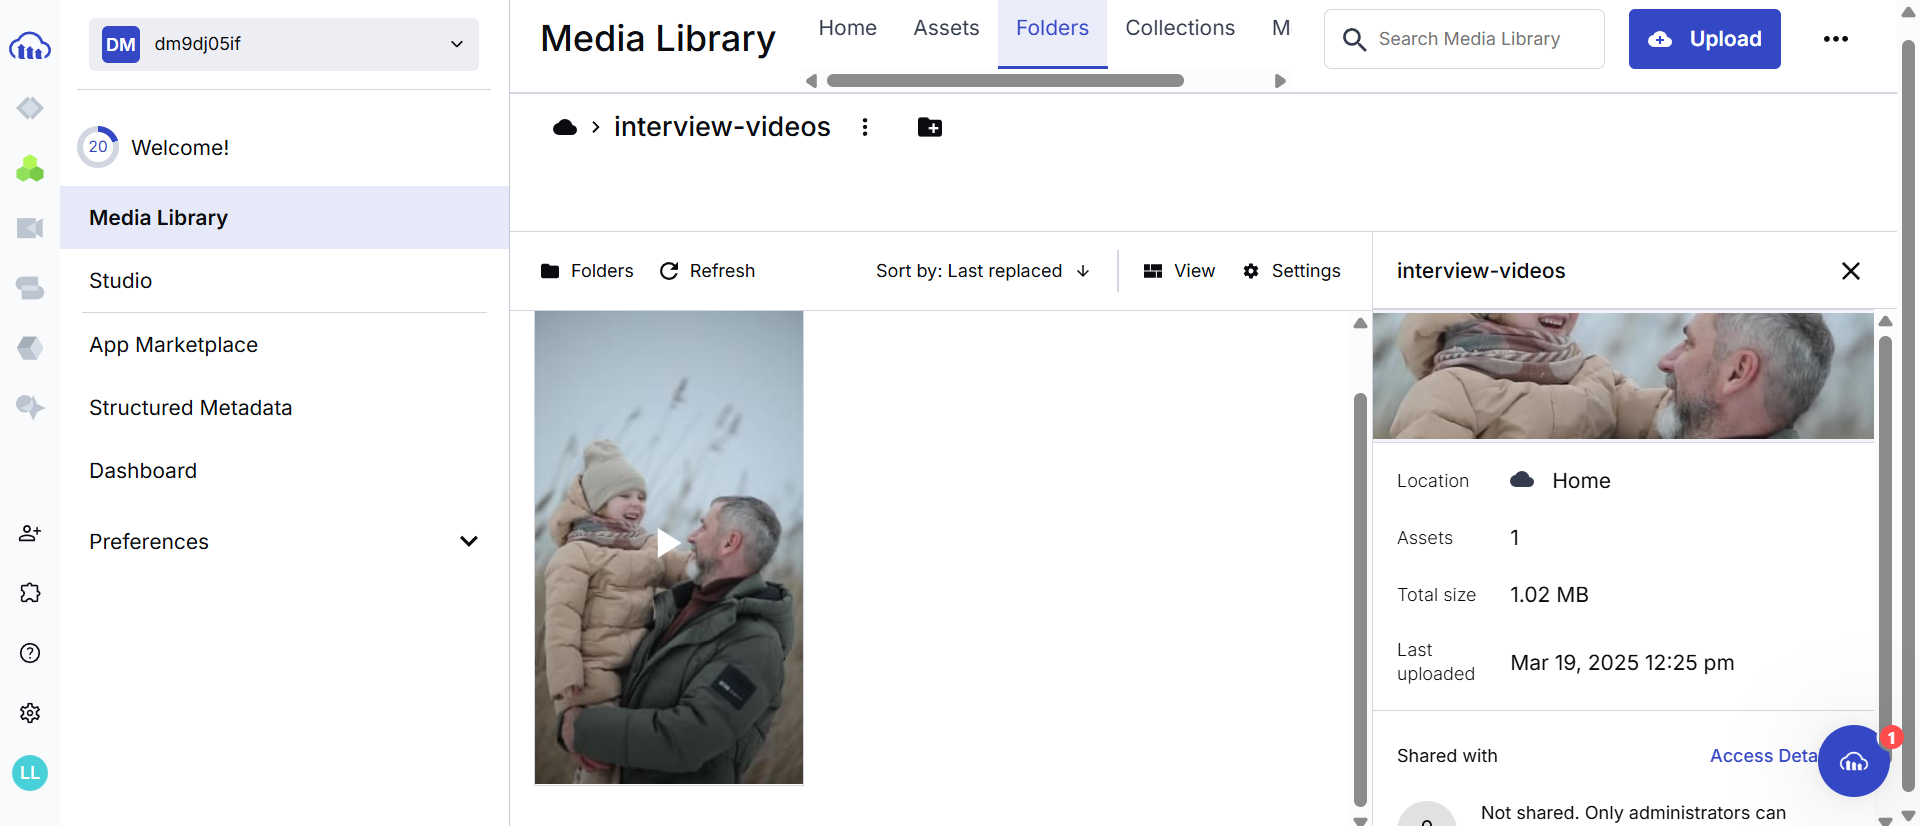 DM dm9dj05if
20 Welcome!
Media Library
Studio
App Marketplace
Structured Metadata
Dashboard
Preferences
LL
Media Library
Home Assets Folders Collections M
Search Media Library
Upload
interview-videos
Folders Refresh Sort by: Last replaced View Settings
interview-videos
Location Home
Assets 1
Total size 1.02 MB
Last
uploaded
Mar 19, 2025 12:25 pm
Shared with Access Deta
1
Not shared. Only administrators can